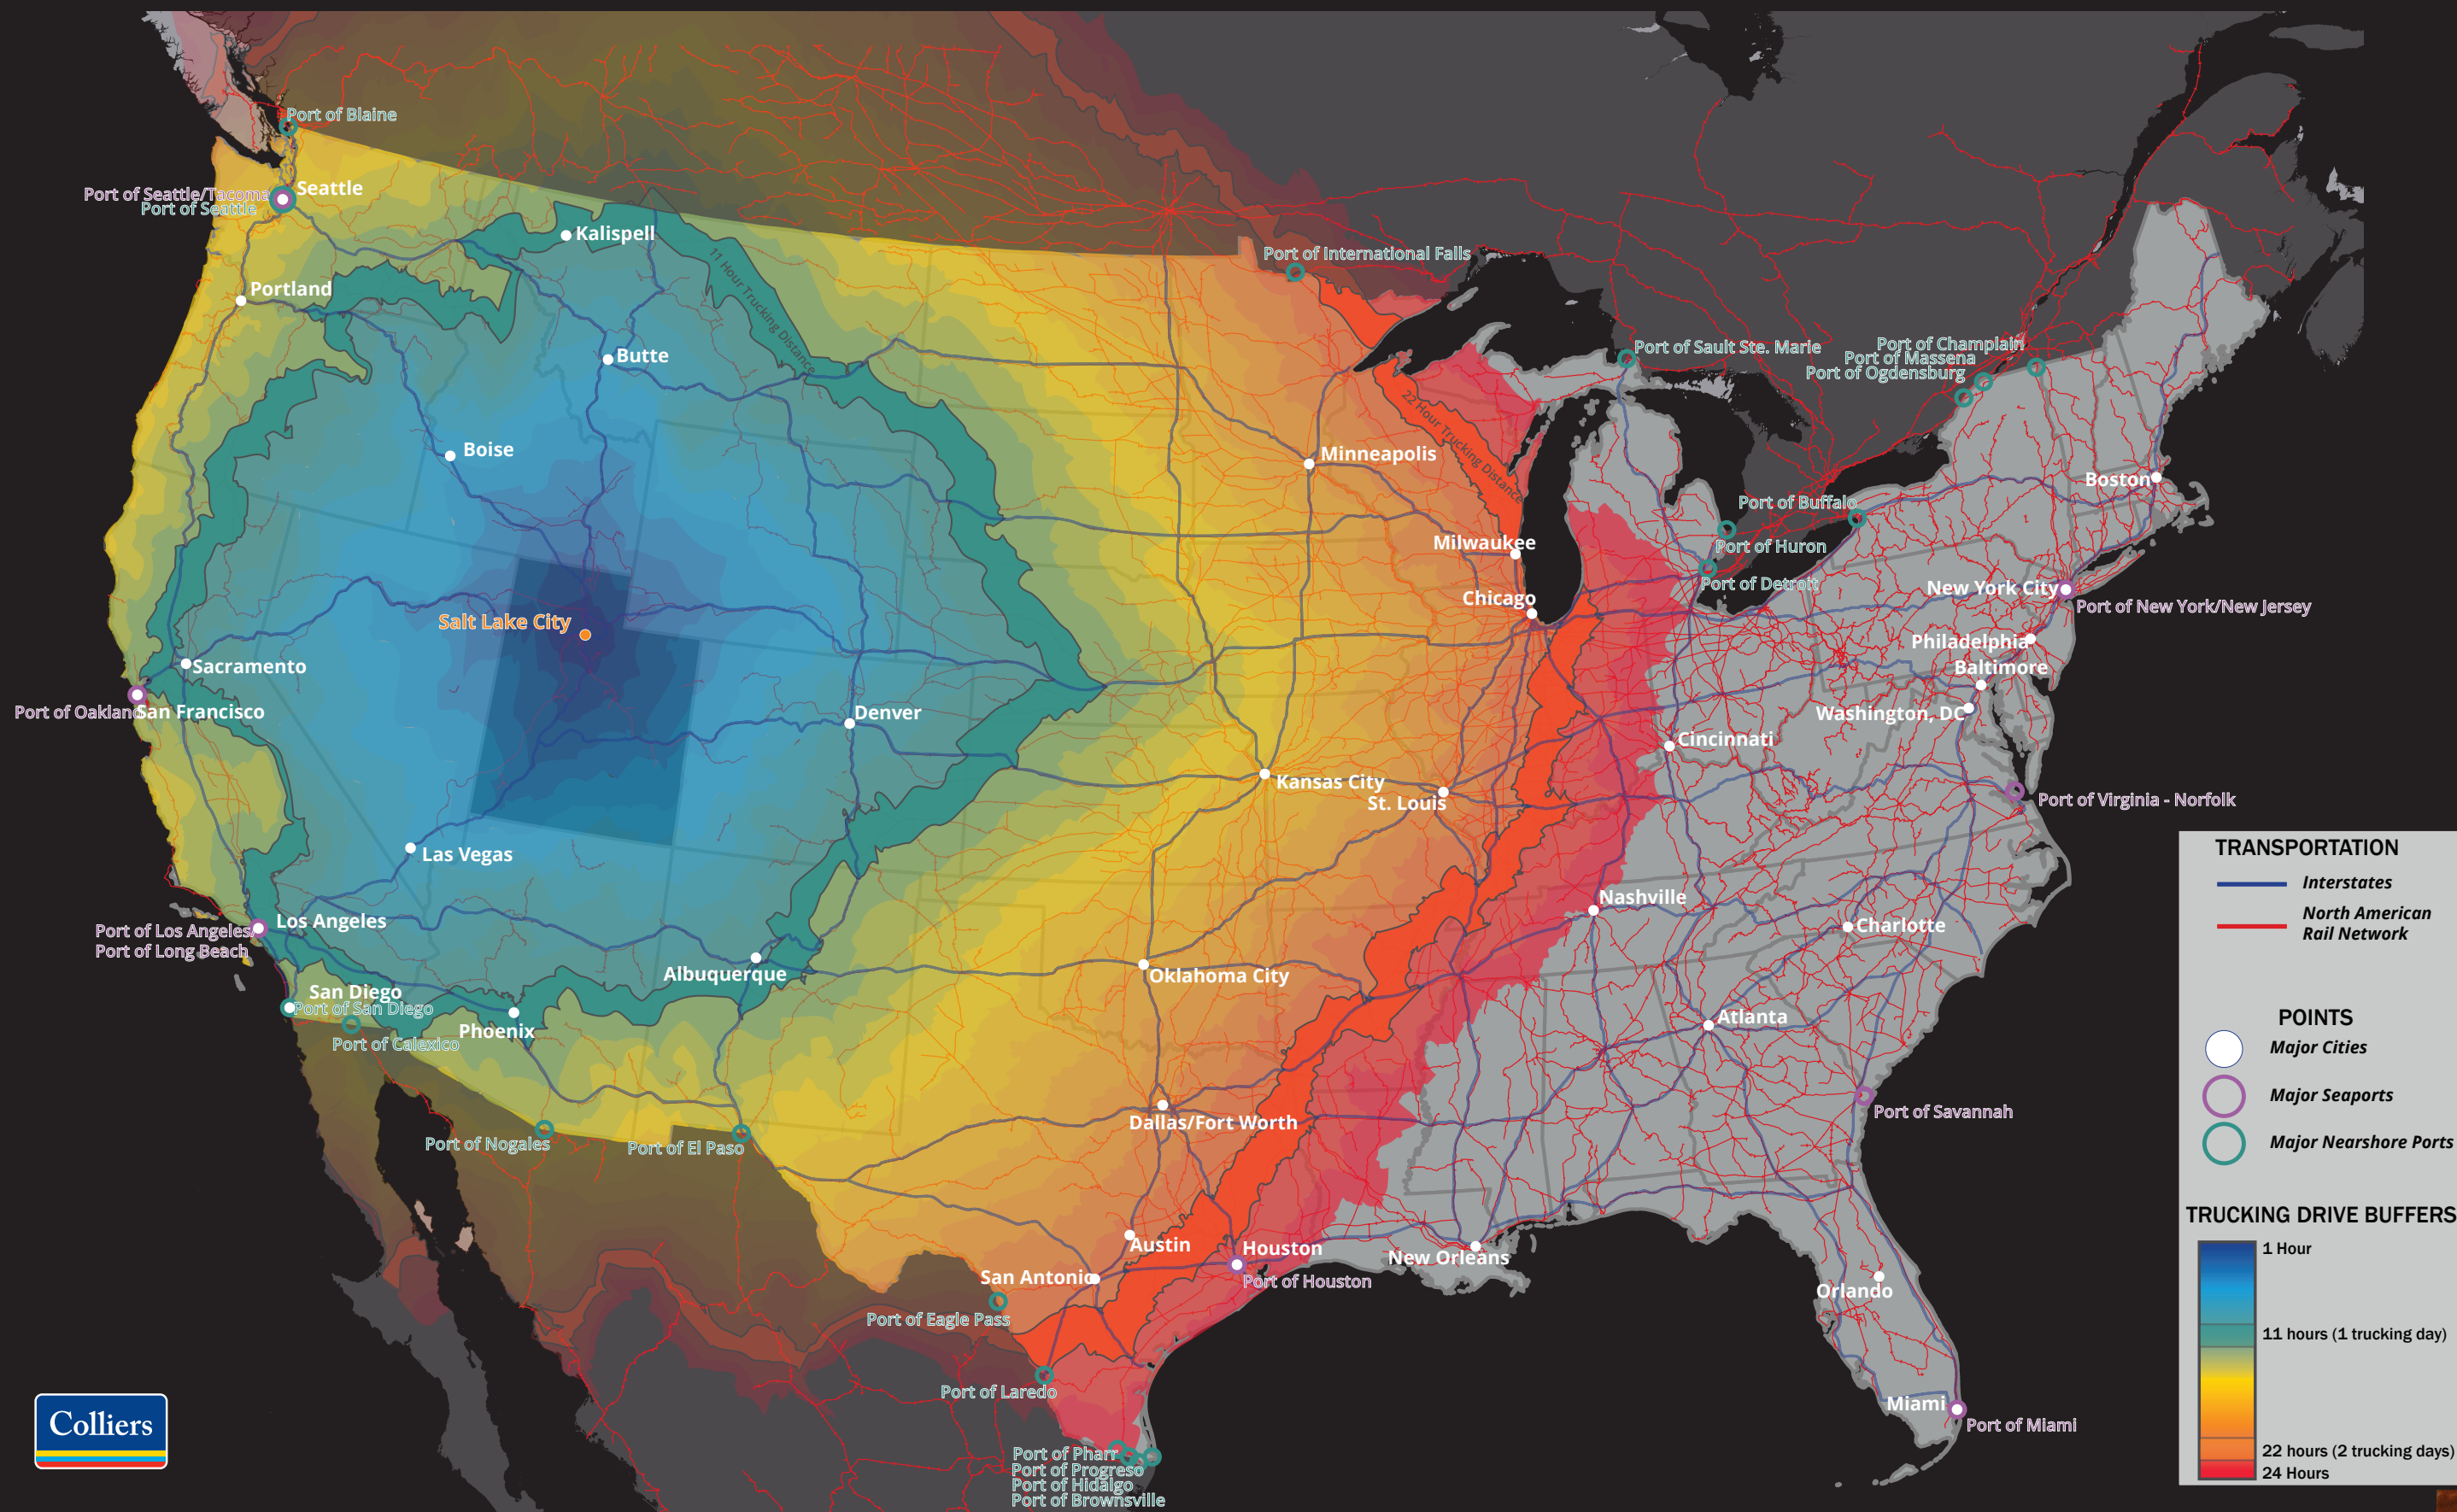 Port of Blaine
Seattle
Port of Seattle/Tacoma
Port of Seattle
Kalispell
Port of International Falls
11 Hour Trucking Distance
Portland
Port of Sault Ste. Marie
Port of Champlain
Port of Massena
Port of Ogdensburg
Butte
22 Hour Trucking Distance
Boise
Minneapolis
Boston
Port of Buffalo
Milwaukee
Port of Huron
Port of Detroit
Chicago
New York City
Port of New York/New Jersey
Salt Lake City
Philadelphia
Baltimore
Sacramento
Port of Oakland
San Francisco
Denver
Washington, DC
Cincinnati
Kansas City
St. Louis
Port of Virginia - Norfolk
Las Vegas
Nashville
Los Angeles
Port of Los Angeles/
Port of Long Beach
Charlotte
Albuquerque
Oklahoma City
San Diego
Port of San Diego
Phoenix
Port of Calexico
Atlanta
Dallas/Fort Worth
Port of Savannah
Port of Nogales
Port of El Paso
Austin
Houston
New Orleans
San Antonio
Port of Houston
Orlando
Port of Eagle Pass
Port of Laredo
Miami
Port of Miami
Port of Pharr
Port of Progreso
Port of Hidalgo
Port of Brownsville
Colliers
TRANSPORTATION
Interstates
North American
Rail Network
POINTS
Major Cities
Major Seaports
Major Nearshore Ports
TRUCKING DRIVE BUFFERS
1 Hour
11 hours (1 trucking day)
22 hours (2 trucking days)
24 Hours